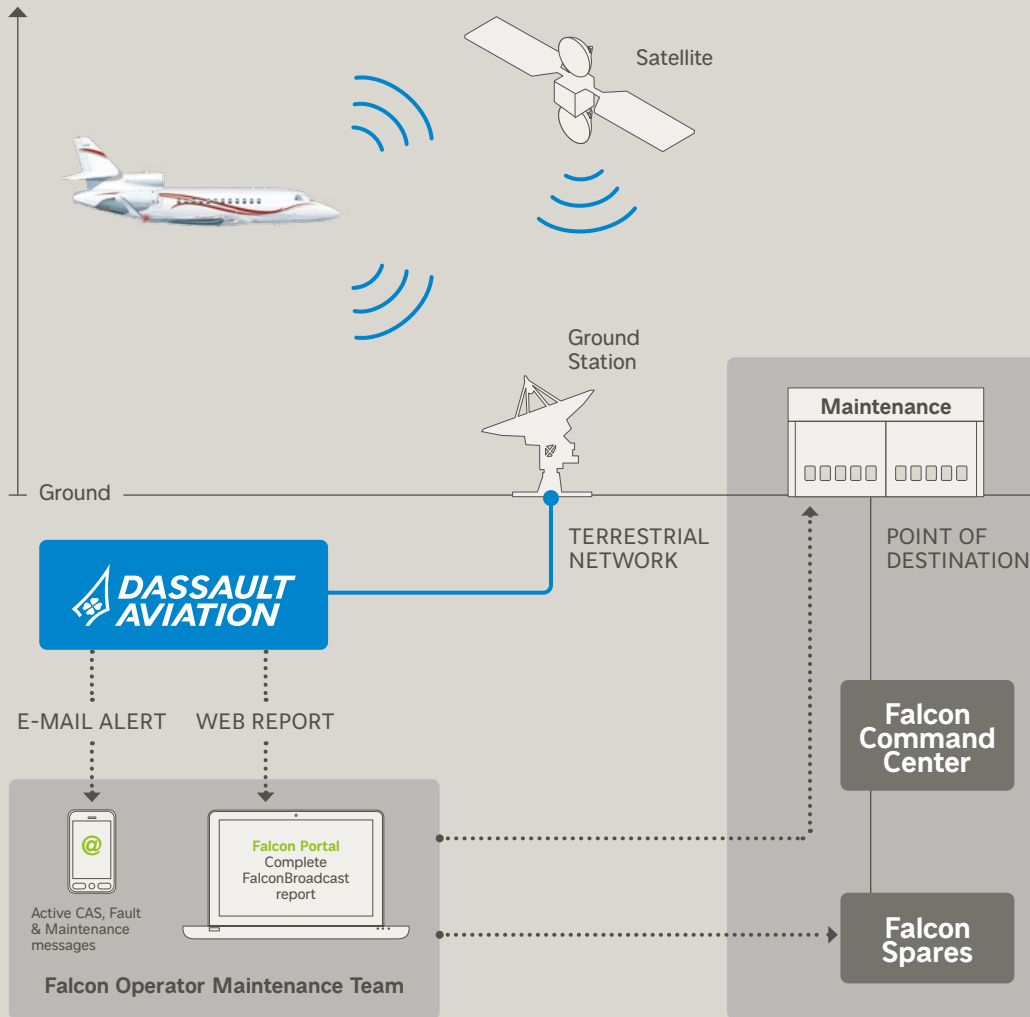 Satellite
Ground
Station
Maintenance
Ground
TERRESTRIAL
NETWORK
POINT OF
DESTINATION
DASSAULT
AVIATION
E-MAIL ALERT
WEB REPORT
Falcon
Command
Center
@
Falcon Portal
Complete
FalconBroadcast
report
Active CAS, Fault
& Maintenance
messages
Falcon
Spares
Falcon Operator Maintenance Team